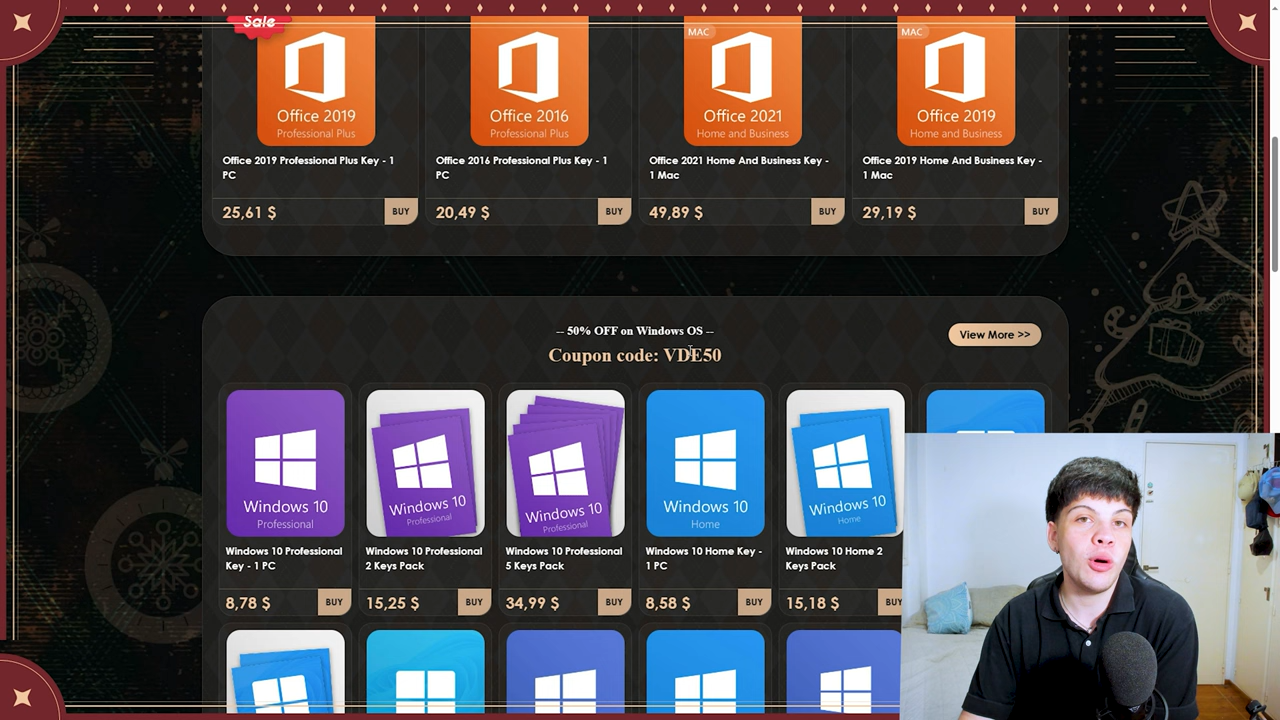 Sale
MAC
MAC
Office 2019
Office 2016
Office 2021
Office 2019
Professional Plus
Professional Plus
Home and Business
Home and Business
Office 2019 Professional Plus Key - 1
PC
Office 2016 Professional Plus Key - 1
PC
Office 2021 Home And Business Key -
1 Mac
Office 2019 Home And Business Key -
1 Mac
25,61 $
BUY
20,49 $
BUY
49,89 $
BUY
29,19 $
BUY
-- 50% OFF on Windows OS --
Coupon code: VDE50
View More >>
Windows 10
Professional
Windows 10
Professional
Windows 10
Professional
Windows 10
Home
Windows 10
Home
Windows 10 Professional
Key - 1 PC
Windows 10 Professional
2 Keys Pack
Windows 10 Professional
5 Keys Pack
Windows 10 Home Key -
1 PC
Windows 10 Home 2
Keys Pack
8,78 $
BUY
15,25 $
BUY
34,99 $
BUY
8,58 $
BUY
15,18 $
BUY